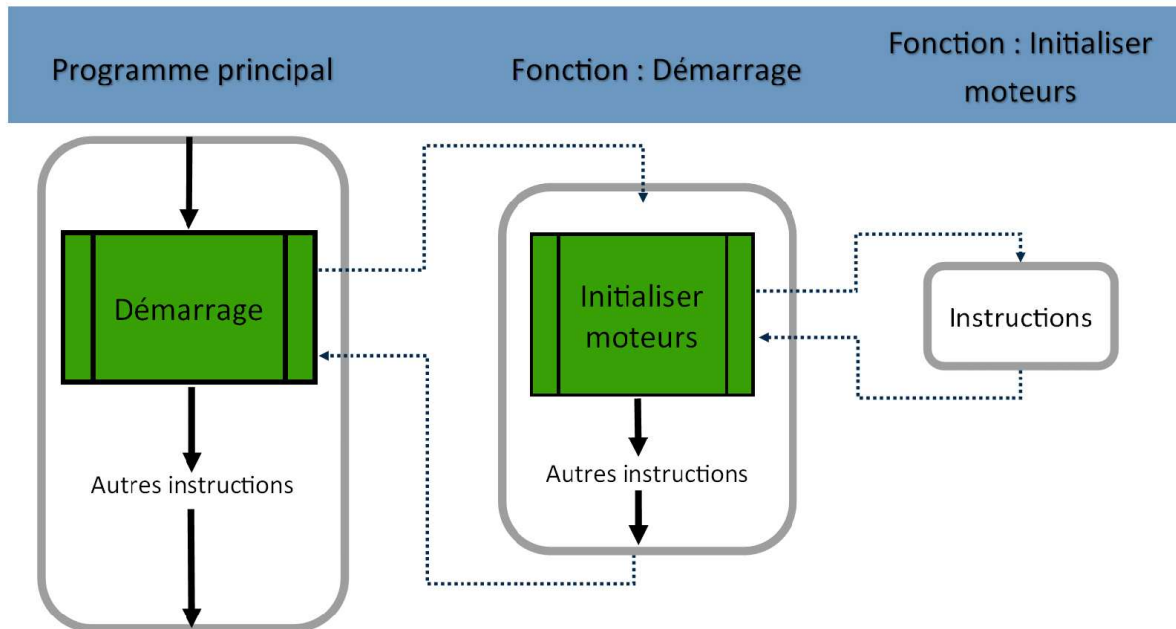 Programme principal
Fonction : Démarrage
Fonction : Initialiser
moteurs
Démarrage
Autres instructions
Initialiser
moteurs
Autres instructions
Instructions